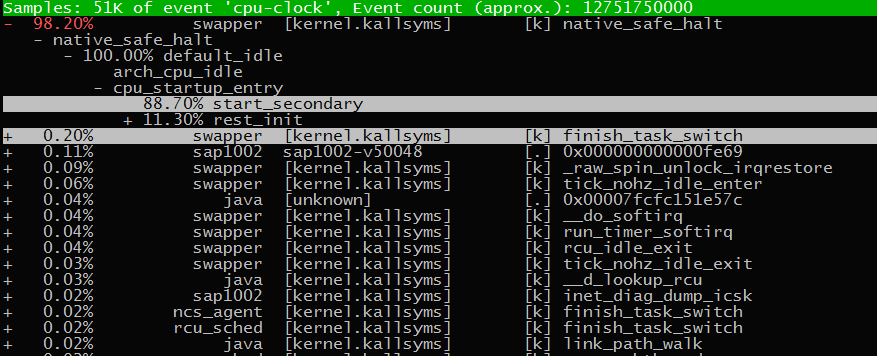 Samples: 51K of event 'cpu-clock', Event count (approx.): 12751750000
-  98.20%          swapper  [kernel.kallsyms]        [k] native_safe_halt
   - native_safe_halt
      - 100.00% default_idle
           arch_cpu_idle
         - cpu_startup_entry
              88.70% start_secondary
            + 11.30% rest_init
+   0.20%          swapper  [kernel.kallsyms]        [k] finish_task_switch
+   0.11%          sap1002  sap1002-v50048           [.] 0x000000000000fe69
+   0.09%          swapper  [kernel.kallsyms]        [k] _raw_spin_unlock_irqrestore
+   0.06%          swapper  [kernel.kallsyms]        [k] tick_nohz_idle_enter
+   0.04%             java  [unknown]                [.] 0x00007fcfc151e57c
+   0.04%          swapper  [kernel.kallsyms]        [k] __do_softirq
+   0.04%          swapper  [kernel.kallsyms]        [k] run_timer_softirq
+   0.04%          swapper  [kernel.kallsyms]        [k] rcu_idle_exit
+   0.03%          swapper  [kernel.kallsyms]        [k] tick_nohz_idle_exit
+   0.03%             java  [kernel.kallsyms]        [k] __d_lookup_rcu
+   0.02%          sap1002  [kernel.kallsyms]        [k] inet_diag_dump_icsk
+   0.02%        ncs_agent  [kernel.kallsyms]        [k] finish_task_switch
+   0.02%        rcu_sched  [kernel.kallsyms]        [k] finish_task_switch
+   0.02%             java  [kernel.kallsyms]        [k] link_path_walk